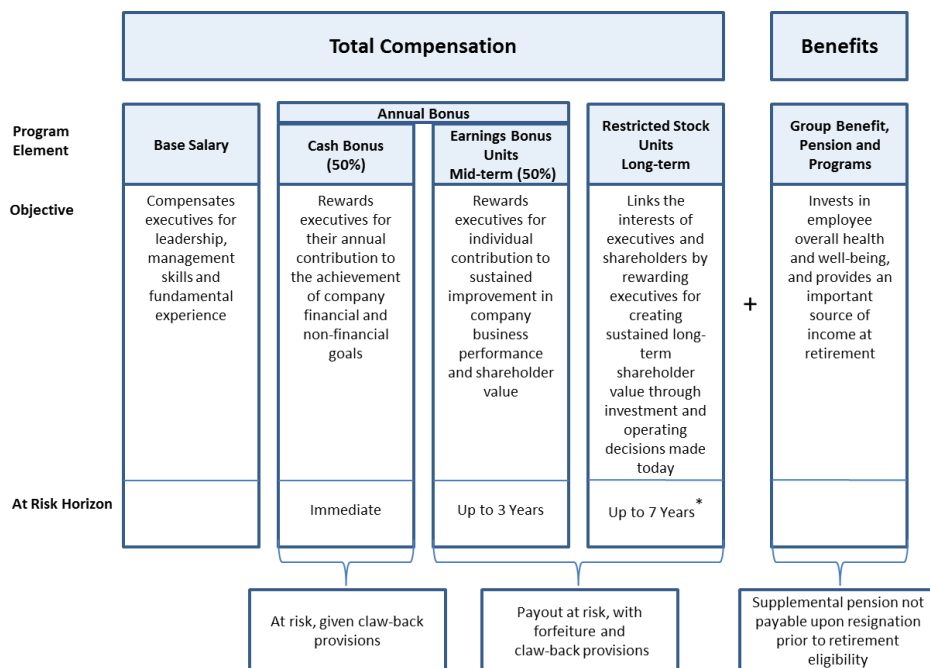 Total Compensation
Benefits
Program
Element
Base Salary
Annual Bonus
Cash Bonus
(50%)
Earnings Bonus
Units
Mid-term (50%)
Restricted Stock
Units
Long-term
Group Benefit,
Pension and
Programs
Objective
Compensates
executives for
leadership,
management
skills and
fundamental
experience
Rewards
executives for
their annual
contribution to
the achievement
of company
financial and
non-financial
goals
Rewards
executives for
individual
contribution to
sustained
improvement in
company
business
performance
and shareholder
value
Links the
interests of
executives and
shareholders by
rewarding
executives for
creating
sustained long-
term
shareholder
value through
investment and
operating
decisions made
today
+
Invests in
employee
overall health
and well-being,
and provides an
important
source of
income at
retirement
At Risk Horizon
Immediate
Up to 3 Years
Up to 7 Years*
At risk, given claw-back
provisions
Payout at risk, with
forfeiture and
claw-back provisions
Supplemental pension not
payable upon resignation
prior to retirement
eligibility